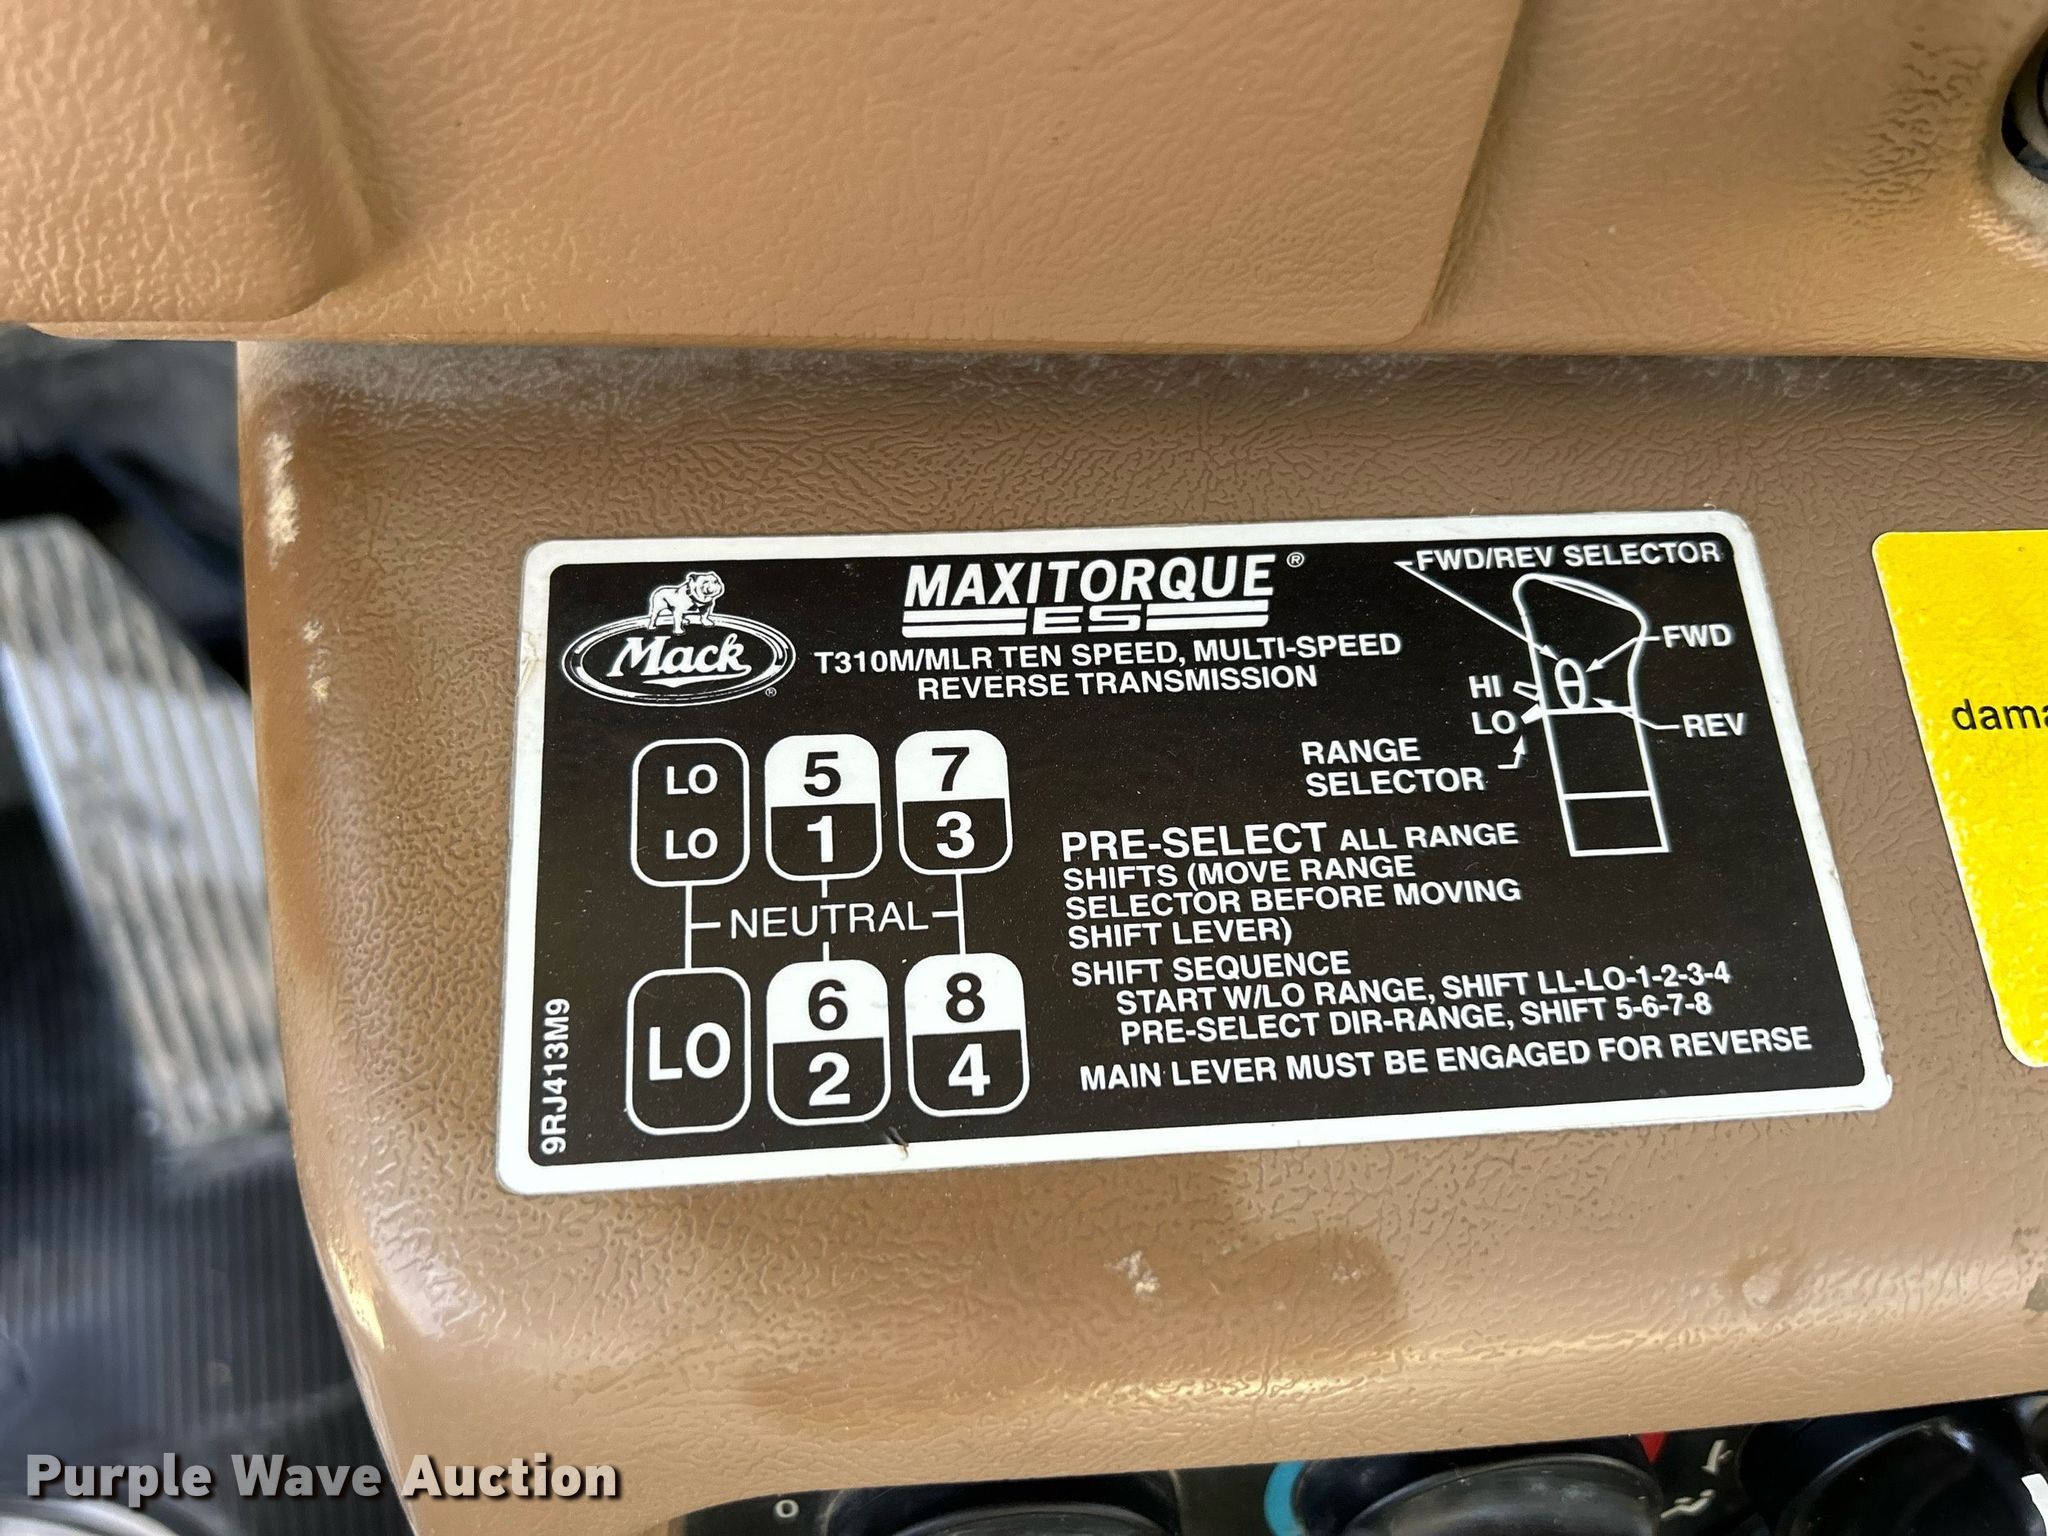 MAXITORQUE®
ES
Mack®
T310M/MLR TEN SPEED, MULTI-SPEED
REVERSE TRANSMISSION
FWD/REV SELECTOR
FWD
HI
LO
REV
RANGE
SELECTOR
LO 5 7
LO 1 3
NEUTRAL
LO 6 8
2 4
PRE-SELECT ALL RANGE
SHIFTS (MOVE RANGE
SELECTOR BEFORE MOVING
SHIFT LEVER)
SHIFT SEQUENCE
START W/LO RANGE, SHIFT LL-LO-1-2-3-4
PRE-SELECT DIR-RANGE, SHIFT 5-6-7-8
MAIN LEVER MUST BE ENGAGED FOR REVERSE
9RJ413M9
dama
Purple Wave Auction